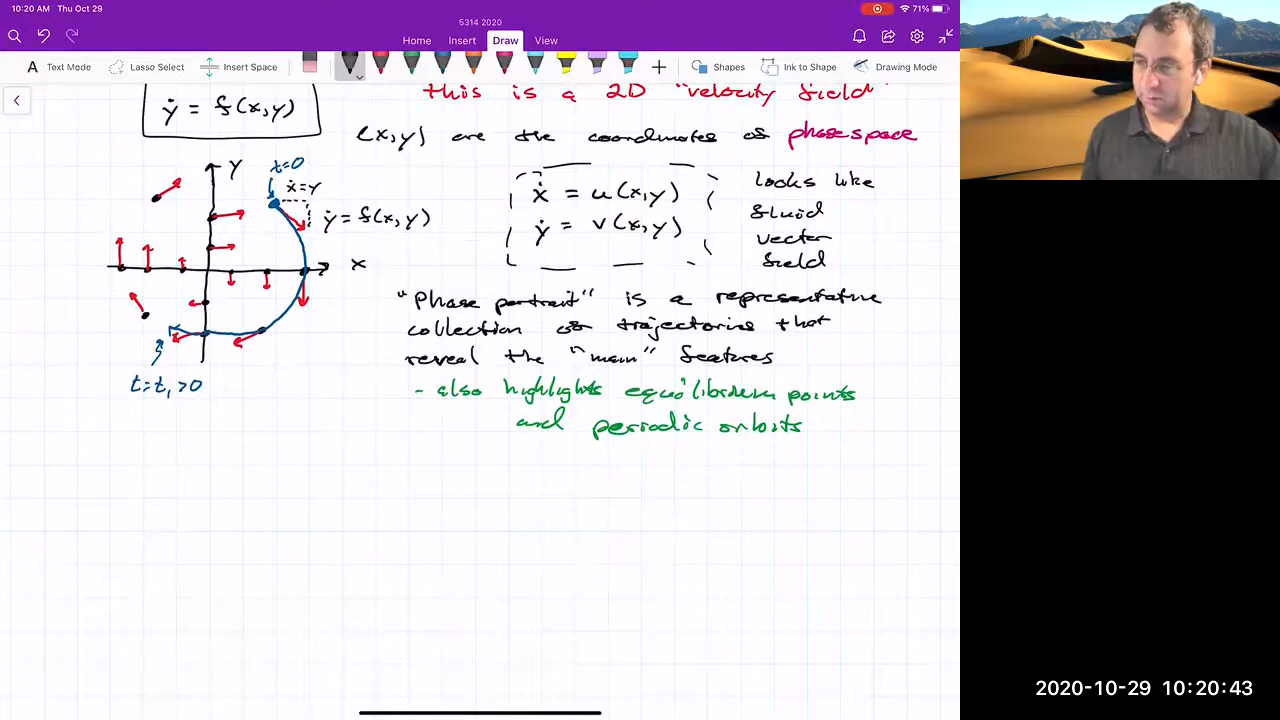 10:20 AM Thu Oct 29
71%
5314 2020
Home Insert Draw View
Text Mode Lasso Select Insert Space Shapes Ink to Shape Drawing Mode
this is a 2D "velocity field"
ẏ = f(x,y)
(x,y) are the coordinates of phase space
t=0
Y
ẋ=y
ẏ = f(x,y)
x
t=t₁>0
ẋ = u(x,y)
ẏ = v(x,y)
looks like
fluid
vector
field
"Phase portrait" is a representative
collection of trajectories that
reveal the "main" features
- also highlights equilibrium points
and periodic orbits
2020-10-29 10:20:43